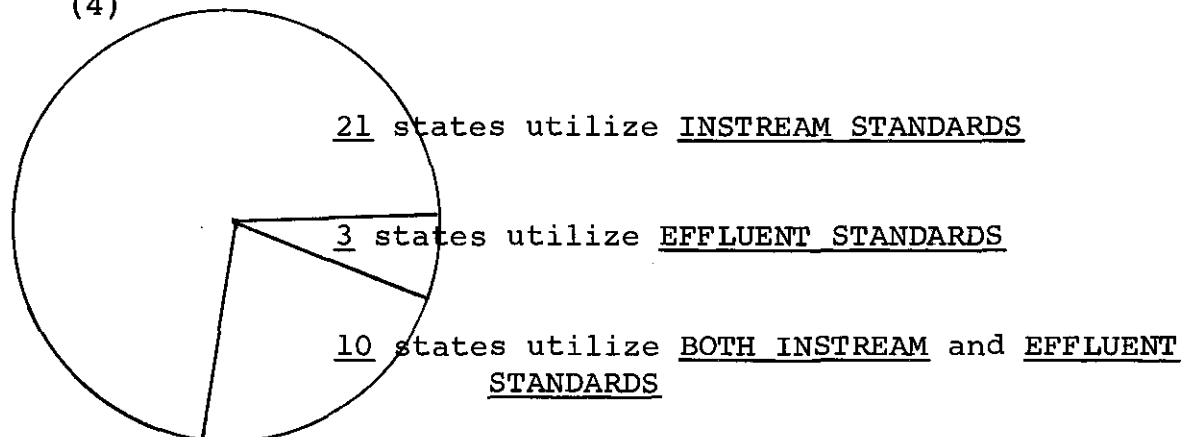 (4)
21 states utilize INSTREAM STANDARDS
3 states utilize EFFLUENT STANDARDS
10 states utilize BOTH INSTREAM and EFFLUENT
STANDARDS